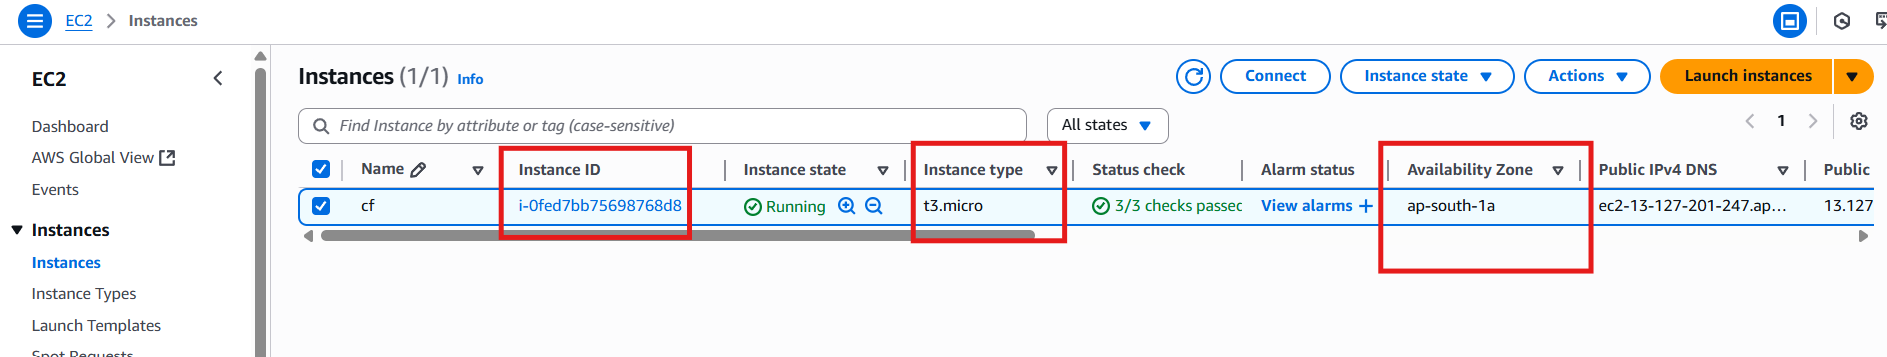 EC2 > Instances
EC2
Dashboard
AWS Global View
Events
Instances
Instances
Instance Types
Launch Templates
Spot Requests
Instances (1/1) Info
Connect Instance state Actions Launch instances
Find Instance by attribute or tag (case-sensitive) All states 1
Name Instance ID Instance state Instance type Status check Alarm status Availability Zone Public IPv4 DNS Public
cf i-0fed7bb75698768d8 Running t3.micro 3/3 checks passec View alarms + ap-south-1a ec2-13-127-201-247.ap... 13.127